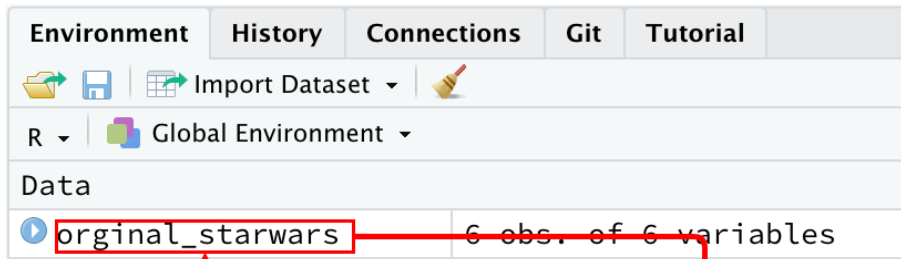 Environment History Connections Git Tutorial
Import Dataset
R Global Environment
Data
orginal_starwars 6 obs. of 6 variables